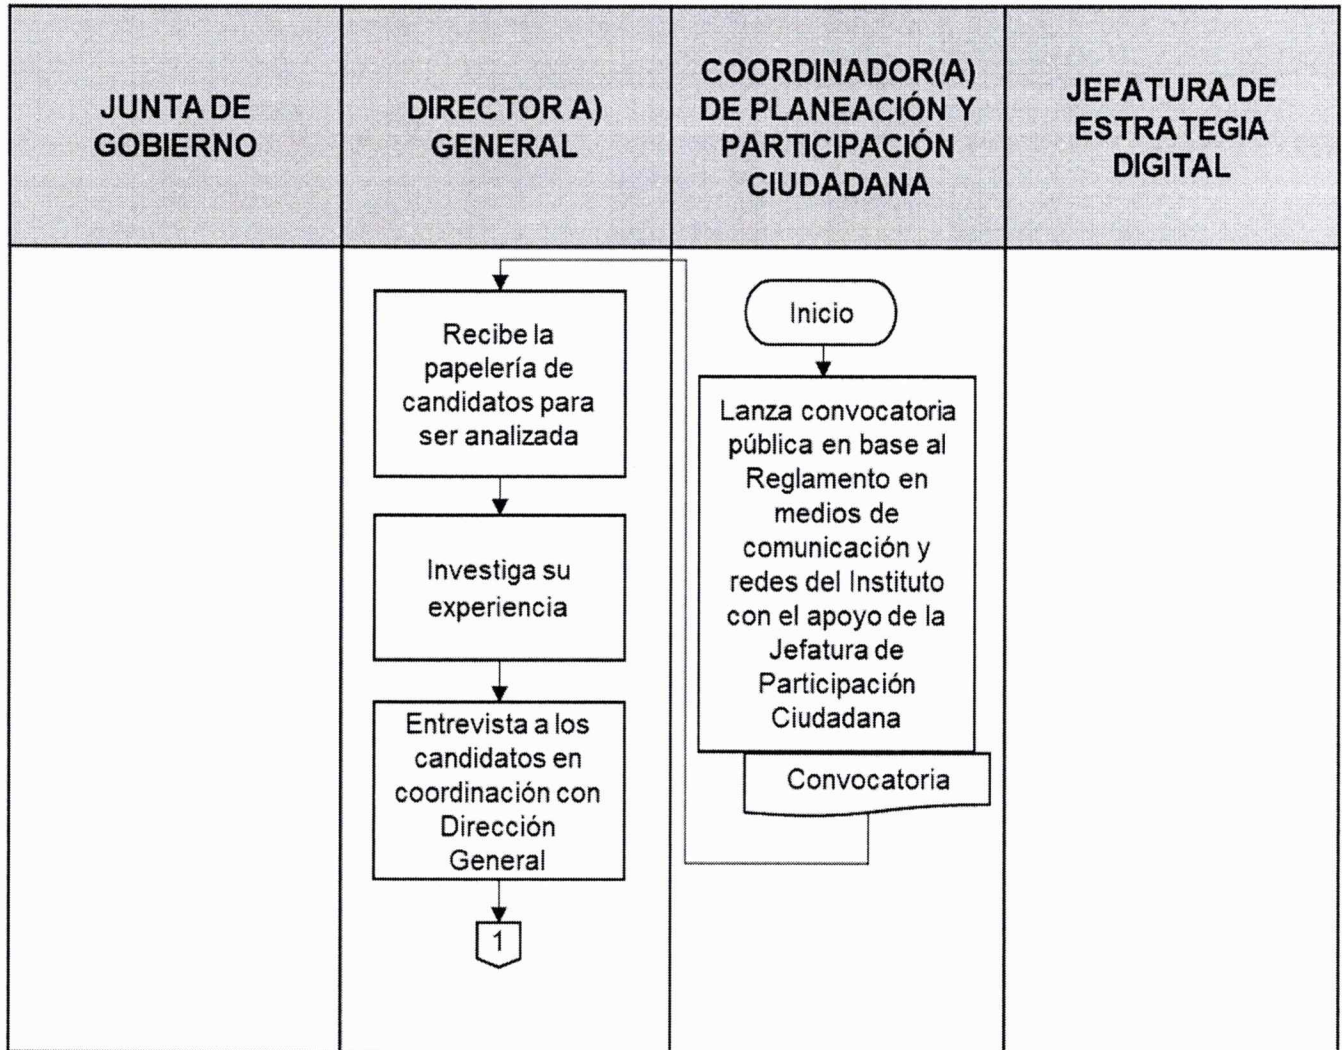 JUNTA DE
GOBIERNO
DIRECTOR A)
GENERAL
COORDINADOR(A)
DE PLANEACIÓN Y
PARTICIPACIÓN
CIUDADANA
JEFATURA DE
ESTRATEGIA
DIGITAL
Recibe la
papelería de
candidatos para
ser analizada
Investiga su
experiencia
Entrevista a los
candidatos en
coordinación con
Dirección
General
1
Inicio
Lanza convocatoria
pública en base al
Reglamento en
medios de
comunicación y
redes del Instituto
con el apoyo de la
Jefatura de
Participación
Ciudadana
Convocatoria